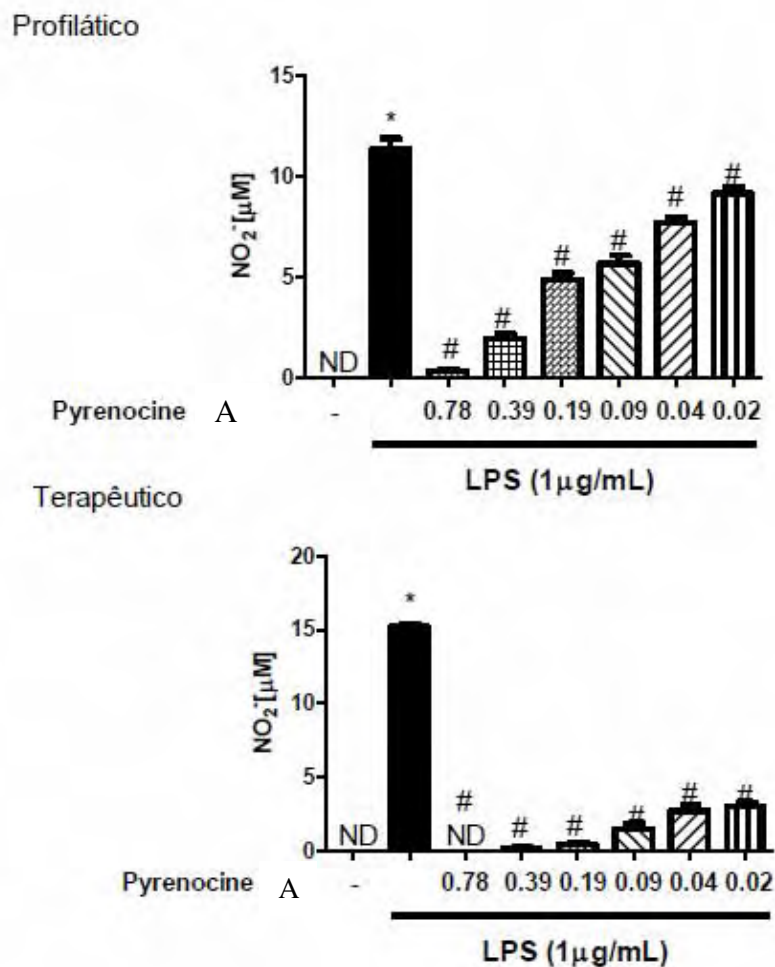 Profilático
15
*
10
#
#
#
#
5
#
#
ND
0
NO₂⁻[µM]
Pyrenocine A - 0.78 0.39 0.19 0.09 0.04 0.02
LPS (1µg/mL)
Terapêutico
20
*
15
10
5
#
#
#
#
#
#
ND
ND
0
NO₂⁻[µM]
Pyrenocine A - 0.78 0.39 0.19 0.09 0.04 0.02
LPS (1µg/mL)